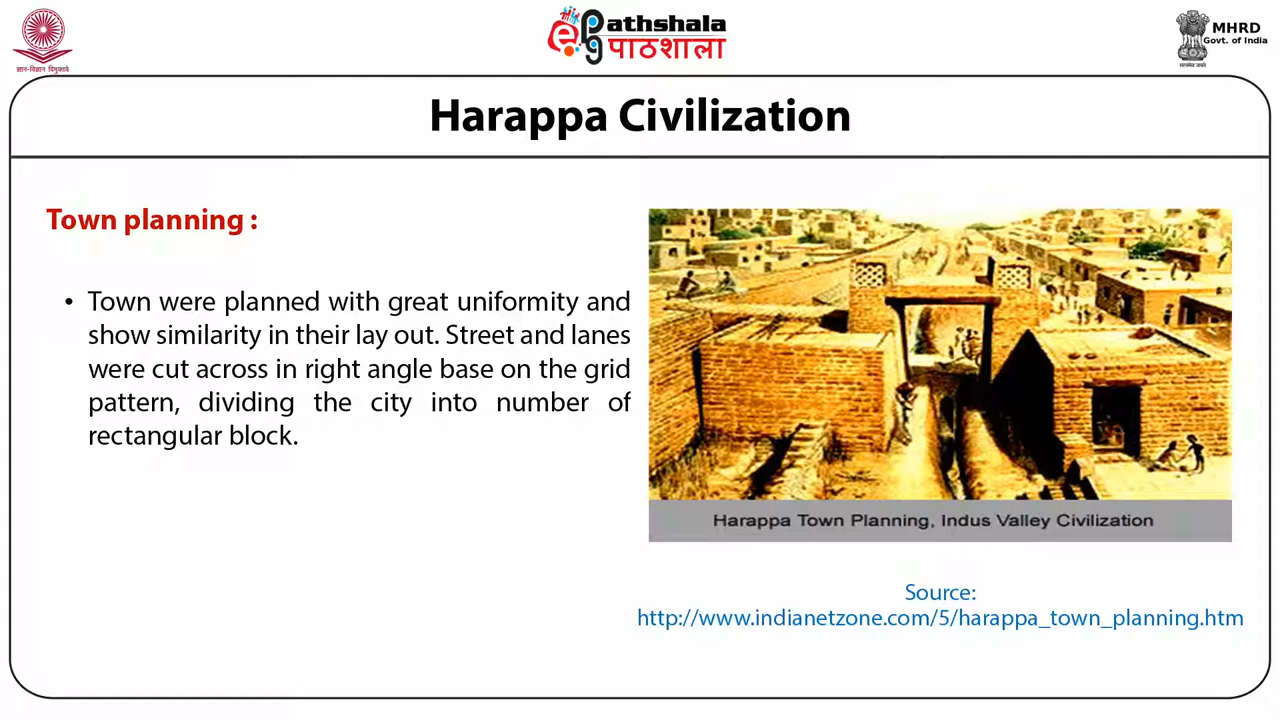 ज्ञान-विज्ञान विमुक्तये
ePathshala
पाठशाला
MHRD
Govt. of India
सत्यमेव जयते
Harappa Civilization
Town planning :
• Town were planned with great uniformity and
show similarity in their lay out. Street and lanes
were cut across in right angle base on the grid
pattern, dividing the city into number of
rectangular block.
Harappa Town Planning, Indus Valley Civilization
Source:
http://www.indianetzone.com/5/harappa_town_planning.htm